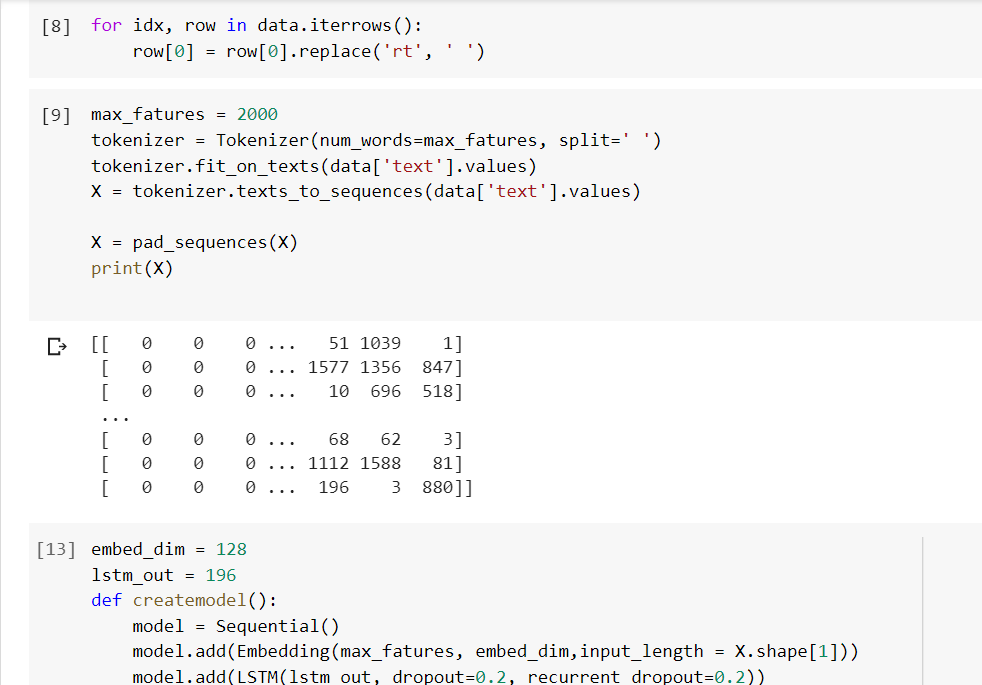 [8] for idx, row in data.iterrows():
row[0] = row[0].replace('rt', ' ')
[9] max_fatures = 2000
tokenizer = Tokenizer(num_words=max_fatures, split=' ')
tokenizer.fit_on_texts(data['text'].values)
X = tokenizer.texts_to_sequences(data['text'].values)
X = pad_sequences(X)
print(X)
[[ 0 0 0 ... 51 1039 1]
[ 0 0 0 ... 1577 1356 847]
[ 0 0 0 ... 10 696 518]
...
[ 0 0 0 ... 68 62 3]
[ 0 0 0 ... 1112 1588 81]
[ 0 0 0 ... 196 3 880]]
[13] embed_dim = 128
lstm_out = 196
def createmodel():
model = Sequential()
model.add(Embedding(max_fatures, embed_dim,input_length = X.shape[1]))
model.add(LSTM(lstm_out, dropout=0.2, recurrent_dropout=0.2))